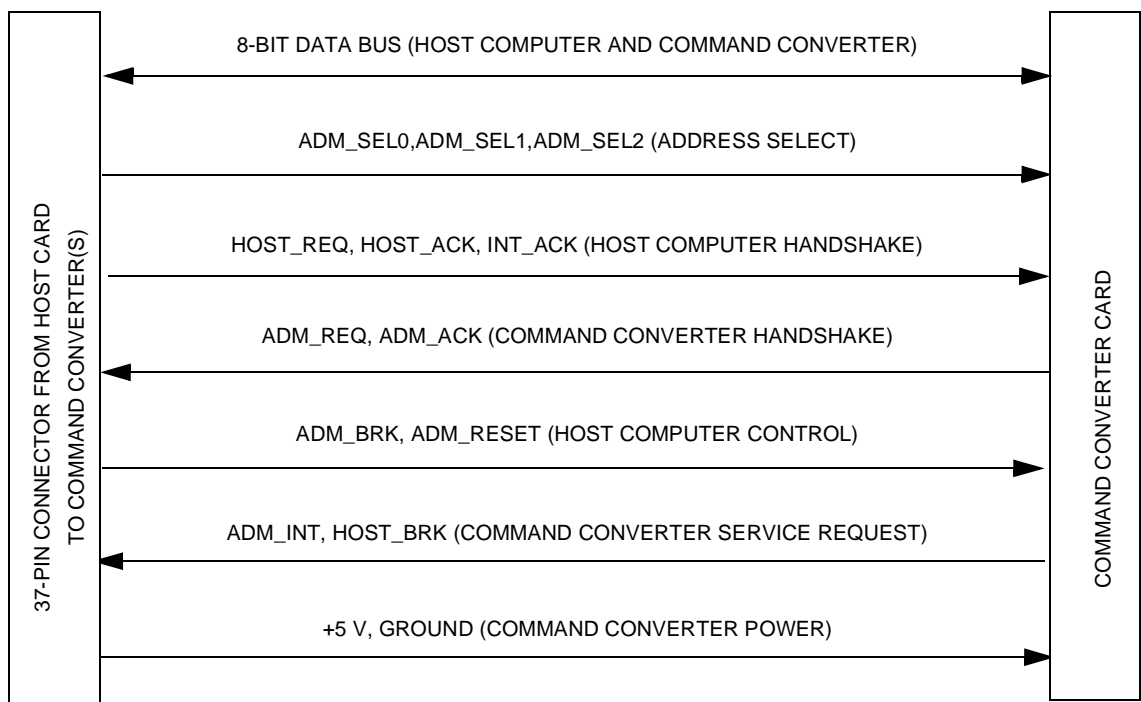 8-BIT DATA BUS (HOST COMPUTER AND COMMAND CONVERTER)
ADM_SEL0,ADM_SEL1,ADM_SEL2 (ADDRESS SELECT)
HOST_REQ, HOST_ACK, INT_ACK (HOST COMPUTER HANDSHAKE)
ADM_REQ, ADM_ACK (COMMAND CONVERTER HANDSHAKE)
ADM_BRK, ADM_RESET (HOST COMPUTER CONTROL)
ADM_INT, HOST_BRK (COMMAND CONVERTER SERVICE REQUEST)
+5 V, GROUND (COMMAND CONVERTER POWER)
37-PIN CONNECTOR FROM HOST CARD
TO COMMAND CONVERTER(S)
COMMAND CONVERTER CARD